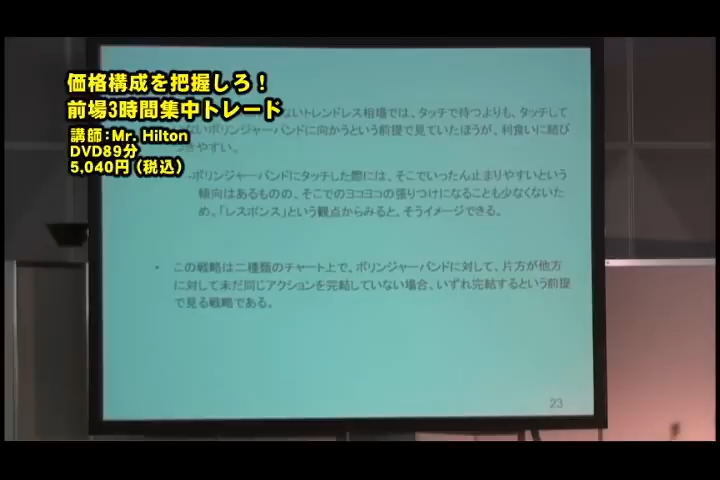 価格構成を把握しろ！
前場3時間集中トレード
講師：Mr. Hilton
DVD89分
5,040円（税込）
ないトレンドレス相場では、タッチで待つよりも、タッチして
ないボリンジャーバンドに向かうという前提で見ていたほうが、利食いに結び
きやすい。
-ボリンジャーバンドにタッチした際には、そこでいったん止まりやすいという
傾向はあるものの、そこでのヨコヨコの張りつけになることも少なくないた
め、「レスポンス」という観点からみると、そうイメージできる。
・ この戦略は二種類のチャート上で、ボリンジャーバンドに対して、片方が他方
に対して未だ同じアクションを完結していない場合、いずれ完結するという前提
で見る戦略である。
23